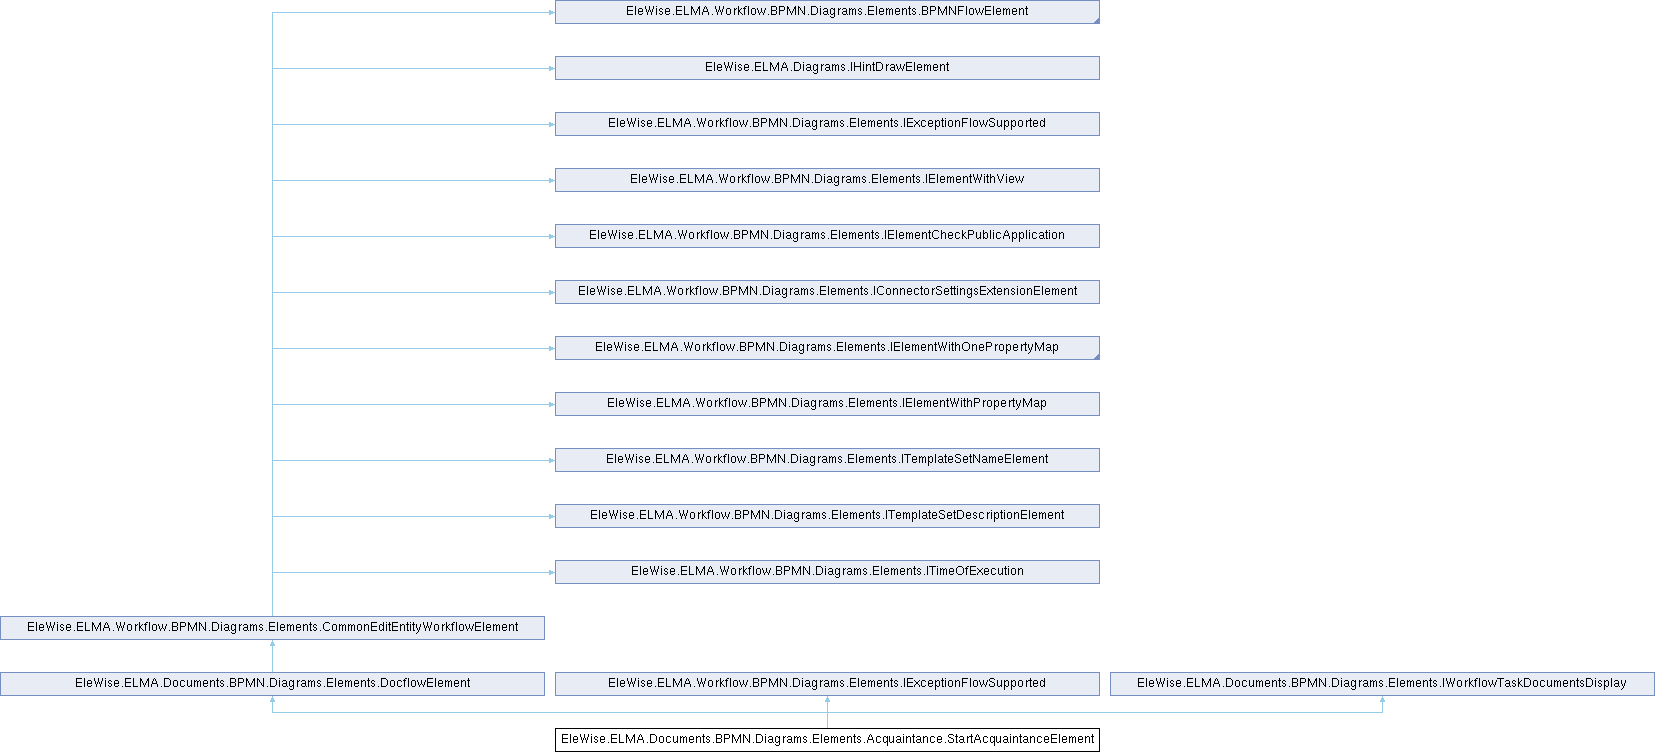 EleWise.ELMA.Workflow.BPMN.Diagrams.Elements.BPMNFlowElement
EleWise.ELMA.Diagrams.IHintDrawElement
EleWise.ELMA.Workflow.BPMN.Diagrams.Elements.IExceptionFlowSupported
EleWise.ELMA.Workflow.BPMN.Diagrams.Elements.IElementWithView
EleWise.ELMA.Workflow.BPMN.Diagrams.Elements.IElementCheckPublicApplication
EleWise.ELMA.Workflow.BPMN.Diagrams.Elements.IConnectorSettingsExtensionElement
EleWise.ELMA.Workflow.BPMN.Diagrams.Elements.IElementWithOnePropertyMap
EleWise.ELMA.Workflow.BPMN.Diagrams.Elements.IElementWithPropertyMap
EleWise.ELMA.Workflow.BPMN.Diagrams.Elements.ITemplateSetNameElement
EleWise.ELMA.Workflow.BPMN.Diagrams.Elements.ITemplateSetDescriptionElement
EleWise.ELMA.Workflow.BPMN.Diagrams.Elements.ITimeOfExecution
EleWise.ELMA.Workflow.BPMN.Diagrams.Elements.CommonEditEntityWorkflowElement
EleWise.ELMA.Documents.BPMN.Diagrams.Elements.DocflowElement
EleWise.ELMA.Workflow.BPMN.Diagrams.Elements.IExceptionFlowSupported
EleWise.ELMA.Documents.BPMN.Diagrams.Elements.IWorkflowTaskDocumentsDisplay
EleWise.ELMA.Documents.BPMN.Diagrams.Elements.Acquaintance.StartAcquaintanceElement